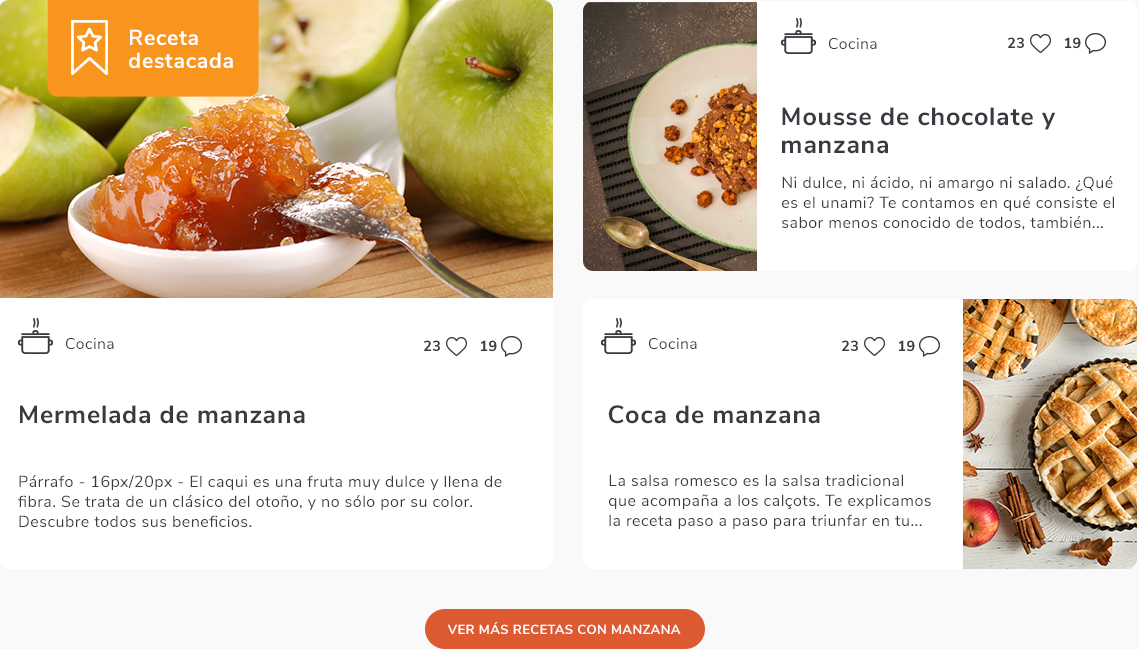 Receta
destacada
Cocina
23
19
Mermelada de manzana
Párrafo - 16px/20px - El caqui es una fruta muy dulce y llena de
fibra. Se trata de un clásico del otoño, y no sólo por su color.
Descubre todos sus beneficios.
Cocina
23
19
Mousse de chocolate y
manzana
Ni dulce, ni ácido, ni amargo ni salado. ¿Qué
es el unami? Te contamos en qué consiste el
sabor menos conocido de todos, también...
Cocina
23
19
Coca de manzana
La salsa romesco es la salsa tradicional
que acompaña a los calçots. Te explicamos
la receta paso a paso para triunfar en tu...
VER MÁS RECETAS CON MANZANA